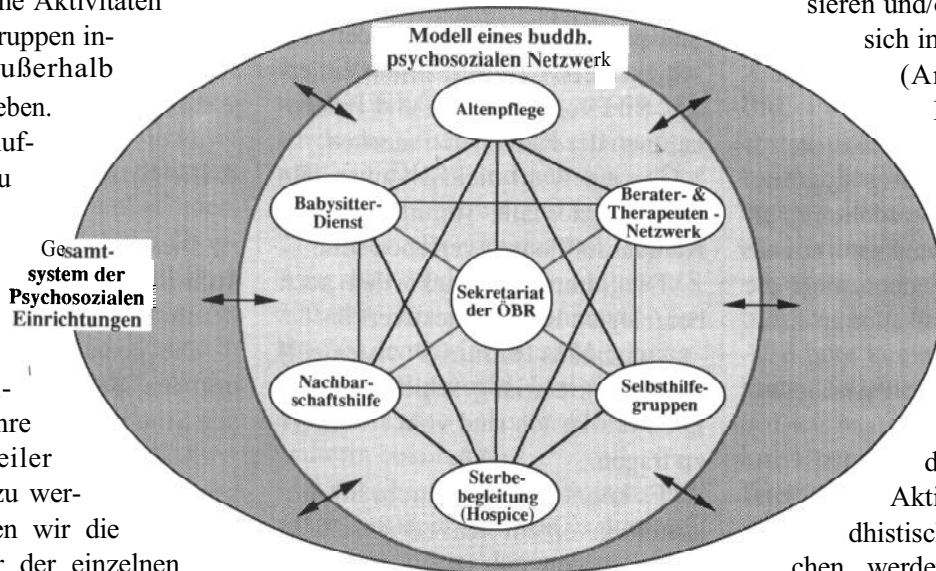 ne Aktivitäten
ruppen in-
ußerhalb
eben.
uf-
u
Modell eines buddh.
psychosozialen Netzwerk
Altenpflege
Babysitter-
Dienst
Berater- &
Therapeuten -
Netzwerk
Gesamt-
system der
Psychosozialen
Einrichtungen
Sekretariat
der ÖBR
Nachbar-
schaftshilfe
Selbsthilfe-
gruppen
Sterbe-
begleitung
(Hospice)
hre
eiler
zu wer-
en wir die
r der einzelnen
sieren und/o
sich in
(Ar
d
Akti
dhistisch
chen werde